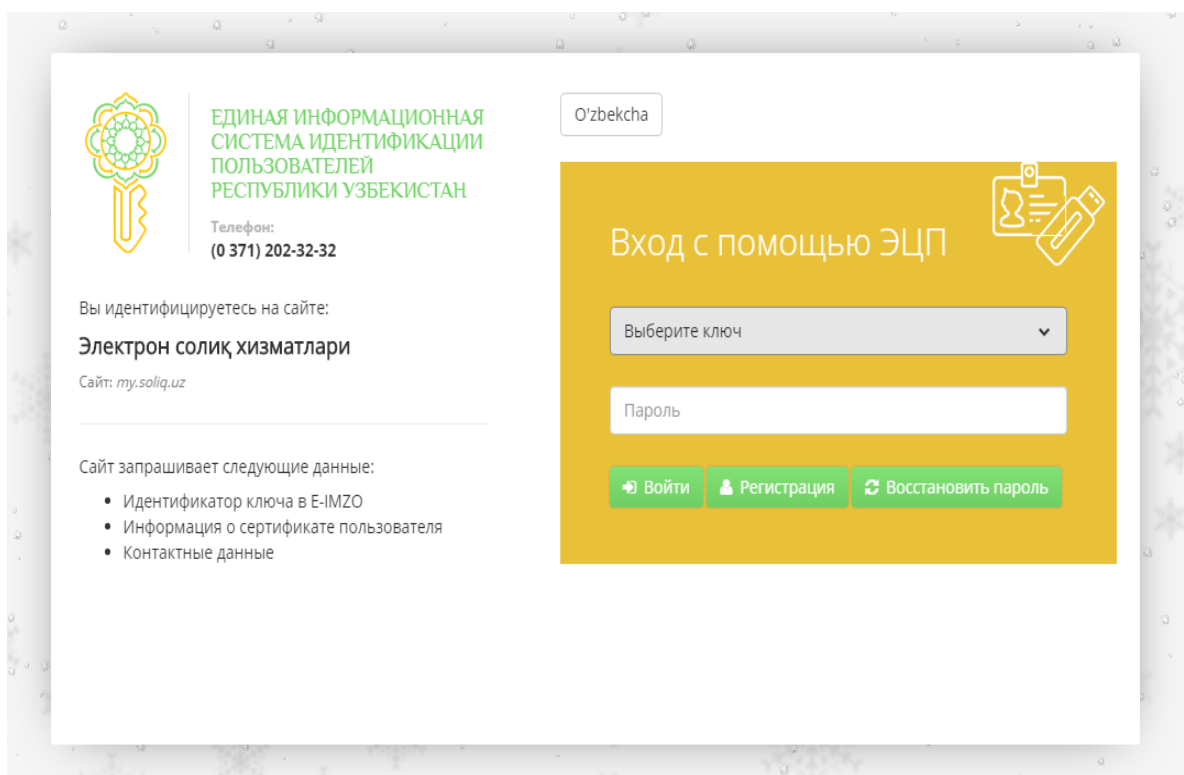 ЕДИНАЯ ИНФОРМАЦИОННАЯ
СИСТЕМА ИДЕНТИФИКАЦИИ
ПОЛЬЗОВАТЕЛЕЙ
РЕСПУБЛИКИ УЗБЕКИСТАН
Телефон:
(0 371) 202-32-32
Вы идентифицируетесь на сайте:
Электрон солиқ хизматлари
Сайт: my.soliq.uz
Сайт запрашивает следующие данные:
• Идентификатор ключа в E-IMZO
• Информация о сертификате пользователя
• Контактные данные
O'zbekcha
Вход с помощью ЭЦП
Выберите ключ
Пароль
Войти Регистрация Восстановить пароль